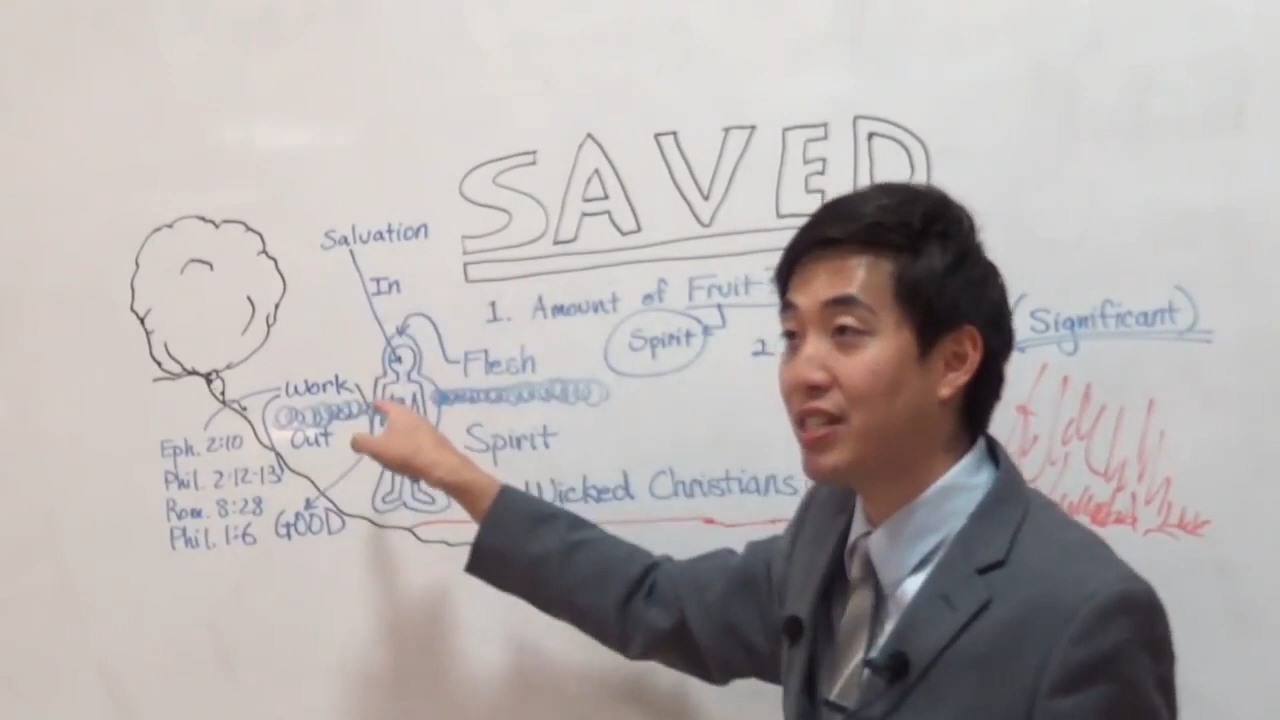 SAVED
Salvation
In
1. Amount of Fruit?
Spirit
2
(Significant)
Flesh
Work
Out
Spirit
Eph. 2:10
Phil. 2:12-13
Rom. 8:28
Phil. 1:6
GOOD
Wicked Christians